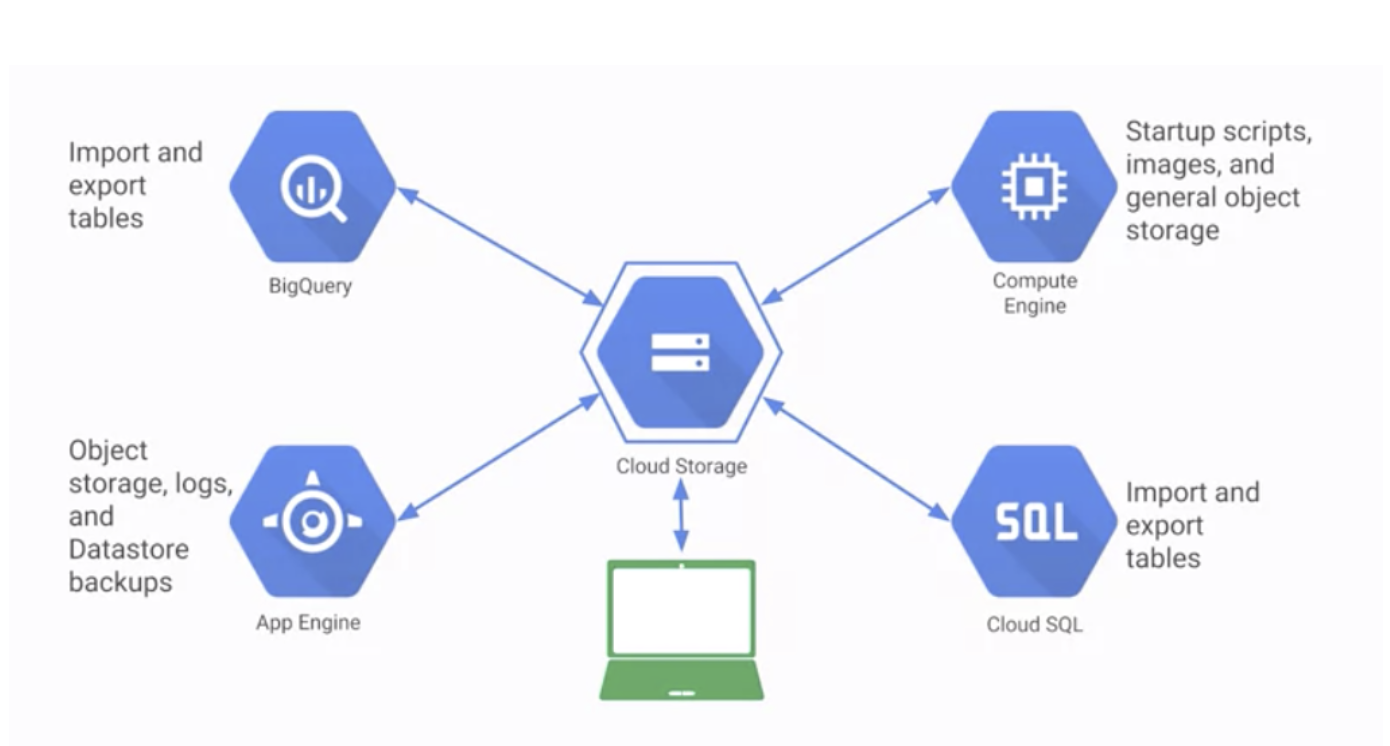 Import and
export
tables
BigQuery
Startup scripts,
images, and
general object
storage
Compute
Engine
Cloud Storage
Object
storage, logs,
and
Datastore
backups
App Engine
SQL
Import and
export
tables
Cloud SQL